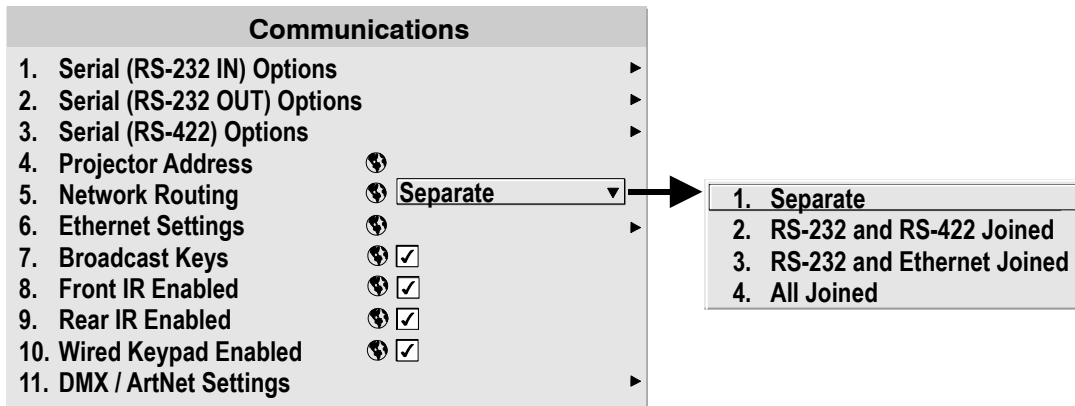 Communications
1. Serial (RS-232 IN) Options
2. Serial (RS-232 OUT) Options
3. Serial (RS-422) Options
4. Projector Address
5. Network Routing Separate
6. Ethernet Settings
7. Broadcast Keys
8. Front IR Enabled
9. Rear IR Enabled
10. Wired Keypad Enabled
11. DMX / ArtNet Settings
1. Separate
2. RS-232 and RS-422 Joined
3. RS-232 and Ethernet Joined
4. All Joined